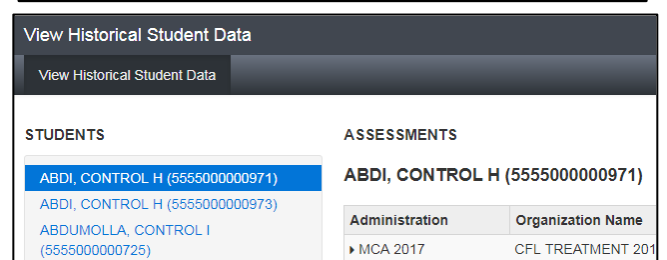 View Historical Student Data
View Historical Student Data
STUDENTS
ABDI, CONTROL H (5555000000971)
ABDI, CONTROL H (5555000000973)
ABDUMOLLA, CONTROL I
(5555000000725)
ASSESSMENTS
ABDI, CONTROL H (5555000000971)
Administration Organization Name
MCA 2017 CFL TREATMENT 201